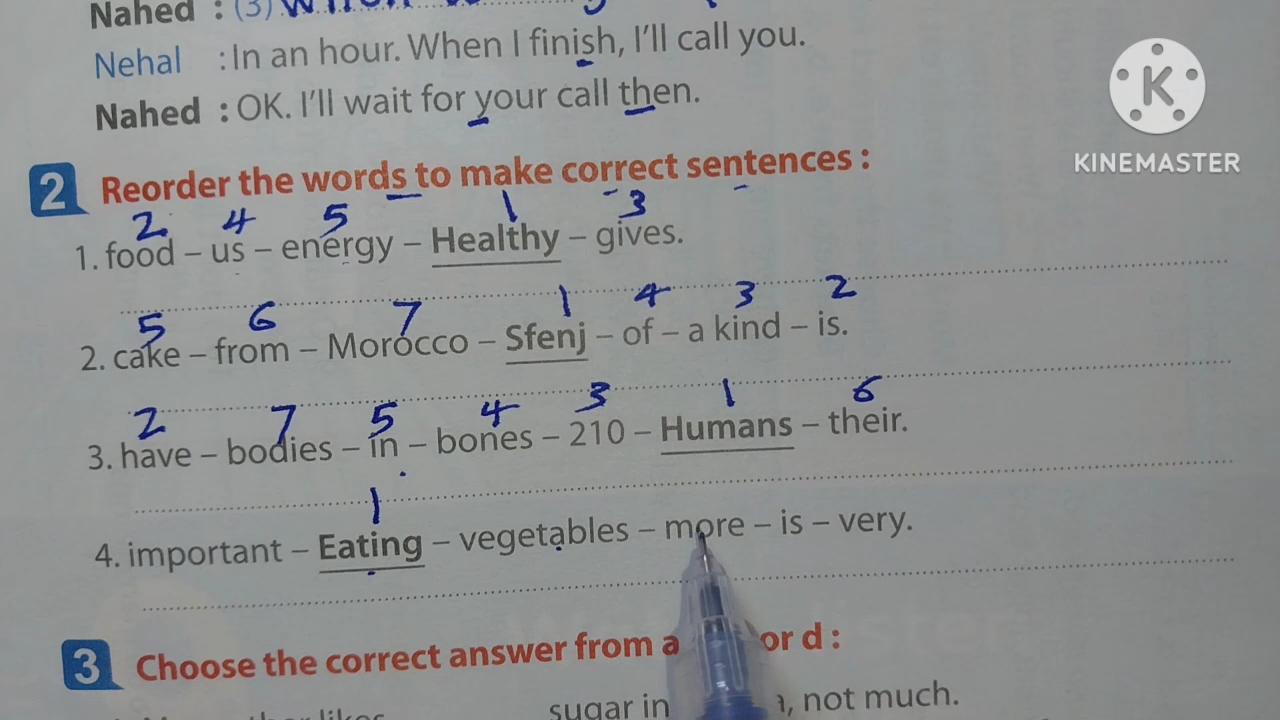 Nahed : (3)
Nehal : In an hour. When I finish, I'll call you.
Nahed : OK. I'll wait for your call then.
K
KINEMASTER
2 Reorder the words to make correct sentences :
2 4 5 1 3
1. food – us – energy – Healthy – gives.
5 6 7 1 4 3 2
2. cake – from – Morocco – Sfenj – of – a kind – is.
2 7 5 4 3 1 6
3. have – bodies – in – bones – 210 – Humans – their.
1
4. important – Eating – vegetables – more – is – very.
3 Choose the correct answer from a or d :
sugar in , not much.